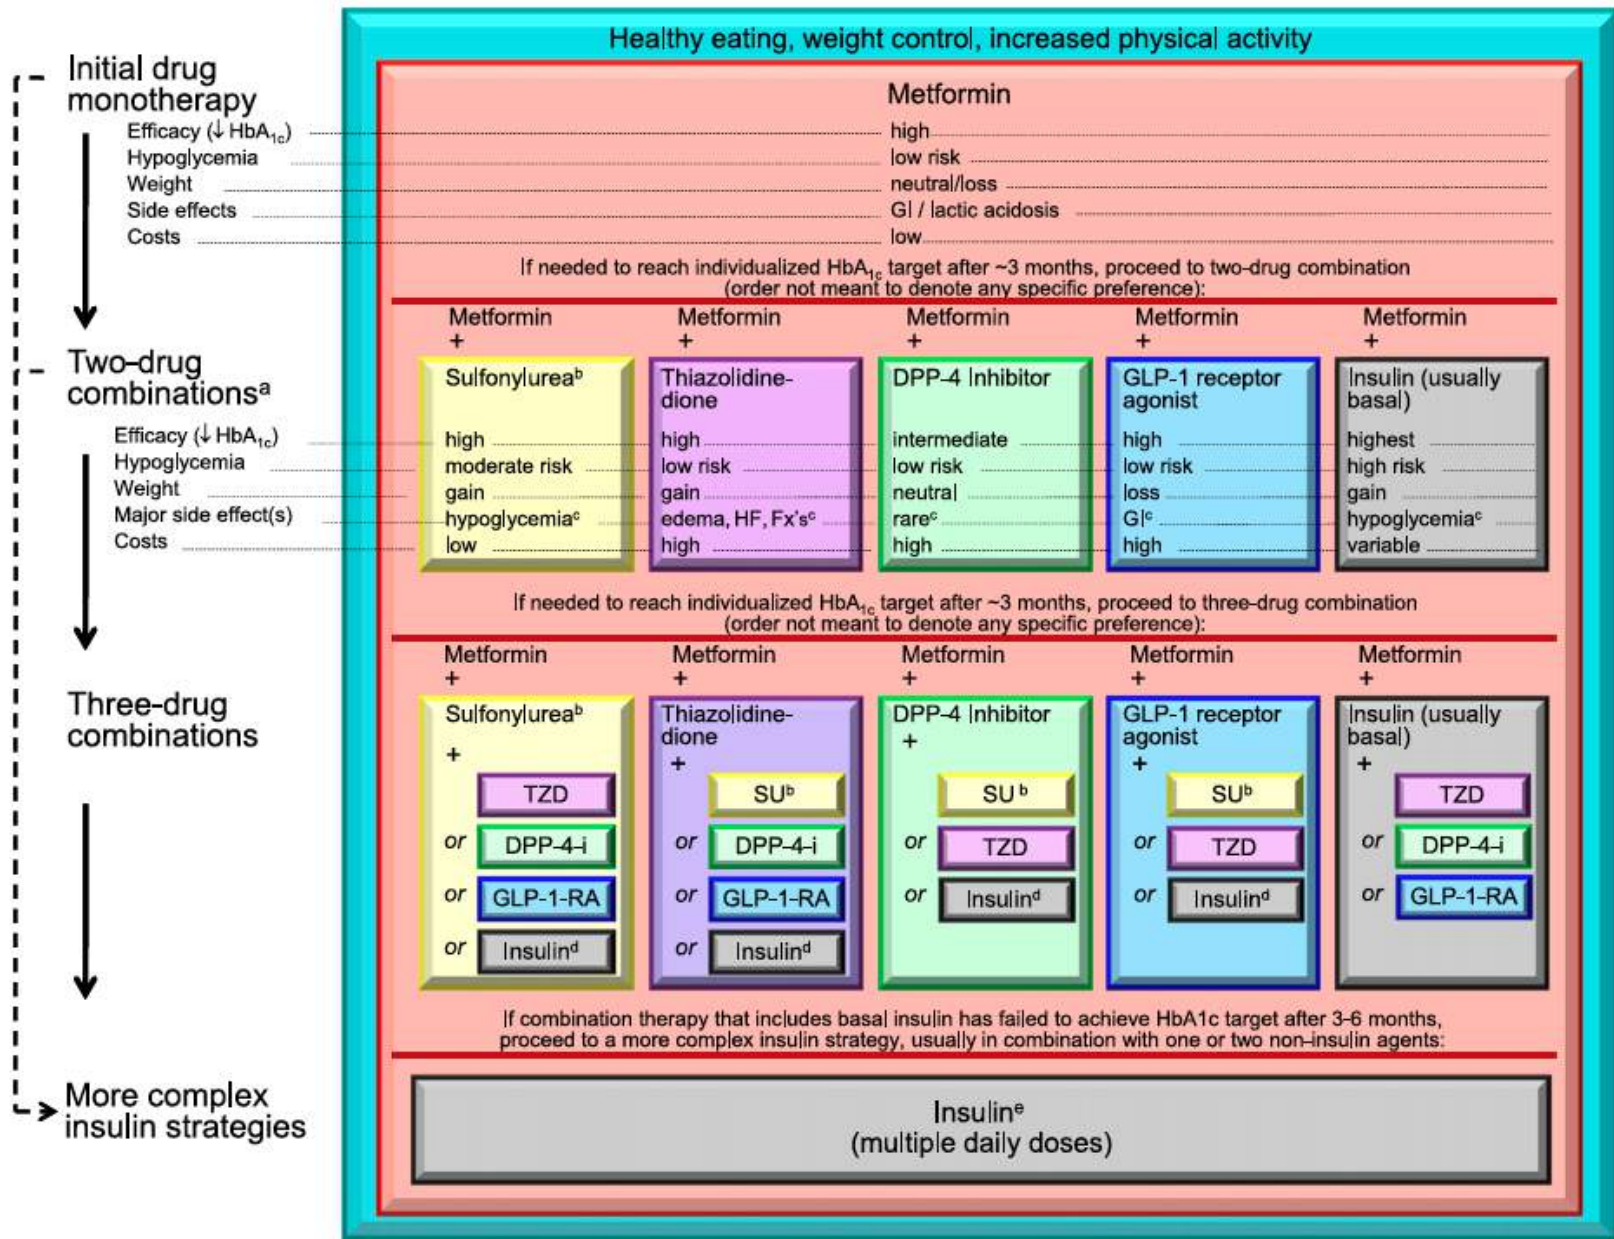 Healthy eating, weight control, increased physical activity
Initial drug
monotherapy
Metformin
Efficacy (↓ HbA1c) high
Hypoglycemia low risk
Weight neutral/loss
Side effects GI / lactic acidosis
Costs low
If needed to reach individualized HbA1c target after ~3 months, proceed to two-drug combination
(order not meant to denote any specific preference):
Metformin Metformin Metformin Metformin Metformin
+ + + + +
Two-drug
combinationsa
Sulfonylureab Thiazolidine- DPP-4 Inhibitor GLP-1 receptor Insulin (usually
dione agonist basal)
Efficacy (↓ HbA1c) high high intermediate high highest
Hypoglycemia moderate risk low risk low risk low risk high risk
Weight gain gain neutral loss gain
Major side effect(s) hypoglycemiac edema, HF, Fx'sc rarec GIc hypoglycemiac
Costs low high high high variable
If needed to reach individualized HbA1c target after ~3 months, proceed to three-drug combination
(order not meant to denote any specific preference):
Metformin Metformin Metformin Metformin Metformin
+ + + + +
Three-drug
combinations
Sulfonylureab Thiazolidine- DPP-4 Inhibitor GLP-1 receptor Insulin (usually
dione agonist basal)
+ + + + +
TZD SUb SU b SUb TZD
or DPP-4-i or DPP-4-i or TZD or TZD or DPP-4-i
or GLP-1-RA or GLP-1-RA or Insulind or Insulind or GLP-1-RA
or Insulind or Insulind
If combination therapy that includes basal insulin has failed to achieve HbA1c target after 3-6 months,
proceed to a more complex insulin strategy, usually in combination with one or two non-insulin agents:
More complex
insulin strategies
Insuline
(multiple daily doses)